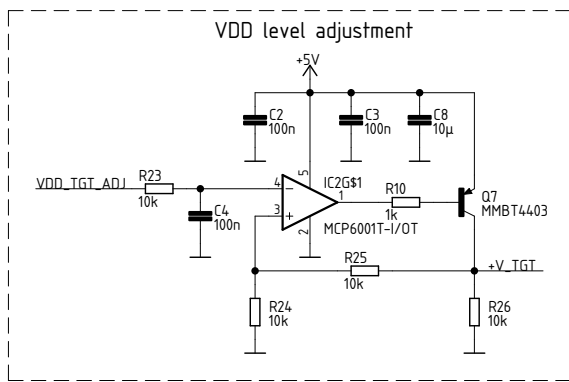 VDD level adjustment
+5V
C2
100n
C3
100n
C8
10µ
VDD_TGT_ADJ
R23
10k
C4
100n
4
3
5
2
1
IC2G$1
MCP6001T-I/OT
R10
1k
Q7
MMBT4403
R25
10k
+V_TGT
R24
10k
R26
10k